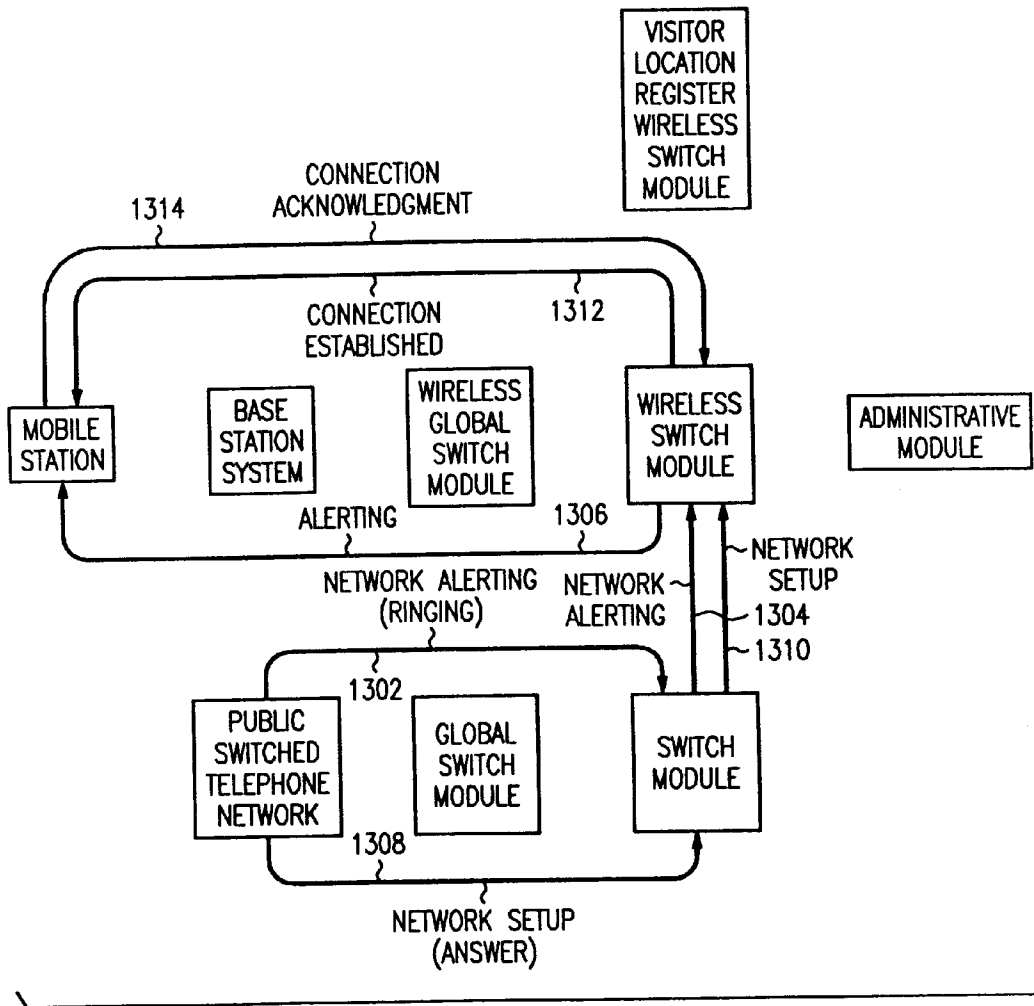 VISITOR
LOCATION
REGISTER
WIRELESS
SWITCH
MODULE
CONNECTION
ACKNOWLEDGMENT
1314
CONNECTION
ESTABLISHED
1312
MOBILE
STATION
BASE
STATION
SYSTEM
WIRELESS
GLOBAL
SWITCH
MODULE
WIRELESS
SWITCH
MODULE
ADMINISTRATIVE
MODULE
ALERTING
1306
NETWORK ALERTING
(RINGING)
NETWORK
ALERTING
NETWORK
SETUP
1304
1310
1302
PUBLIC
SWITCHED
TELEPHONE
NETWORK
GLOBAL
SWITCH
MODULE
SWITCH
MODULE
1308
NETWORK SETUP
(ANSWER)